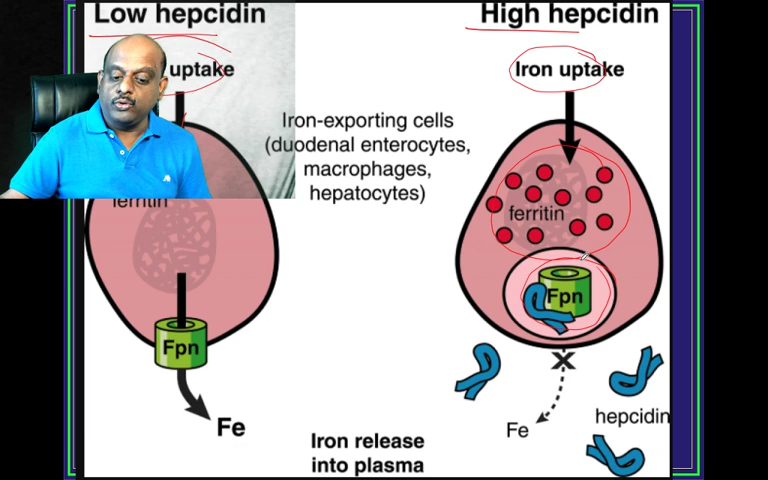 Low hepcidin
High hepcidin
uptake
Iron uptake
Iron-exporting cells
(duodenal enterocytes,
macrophages,
hepatocytes)
ferritin
ferritin
Fpn
Fpn
Fe
Fe
hepcidin
Iron release
into plasma